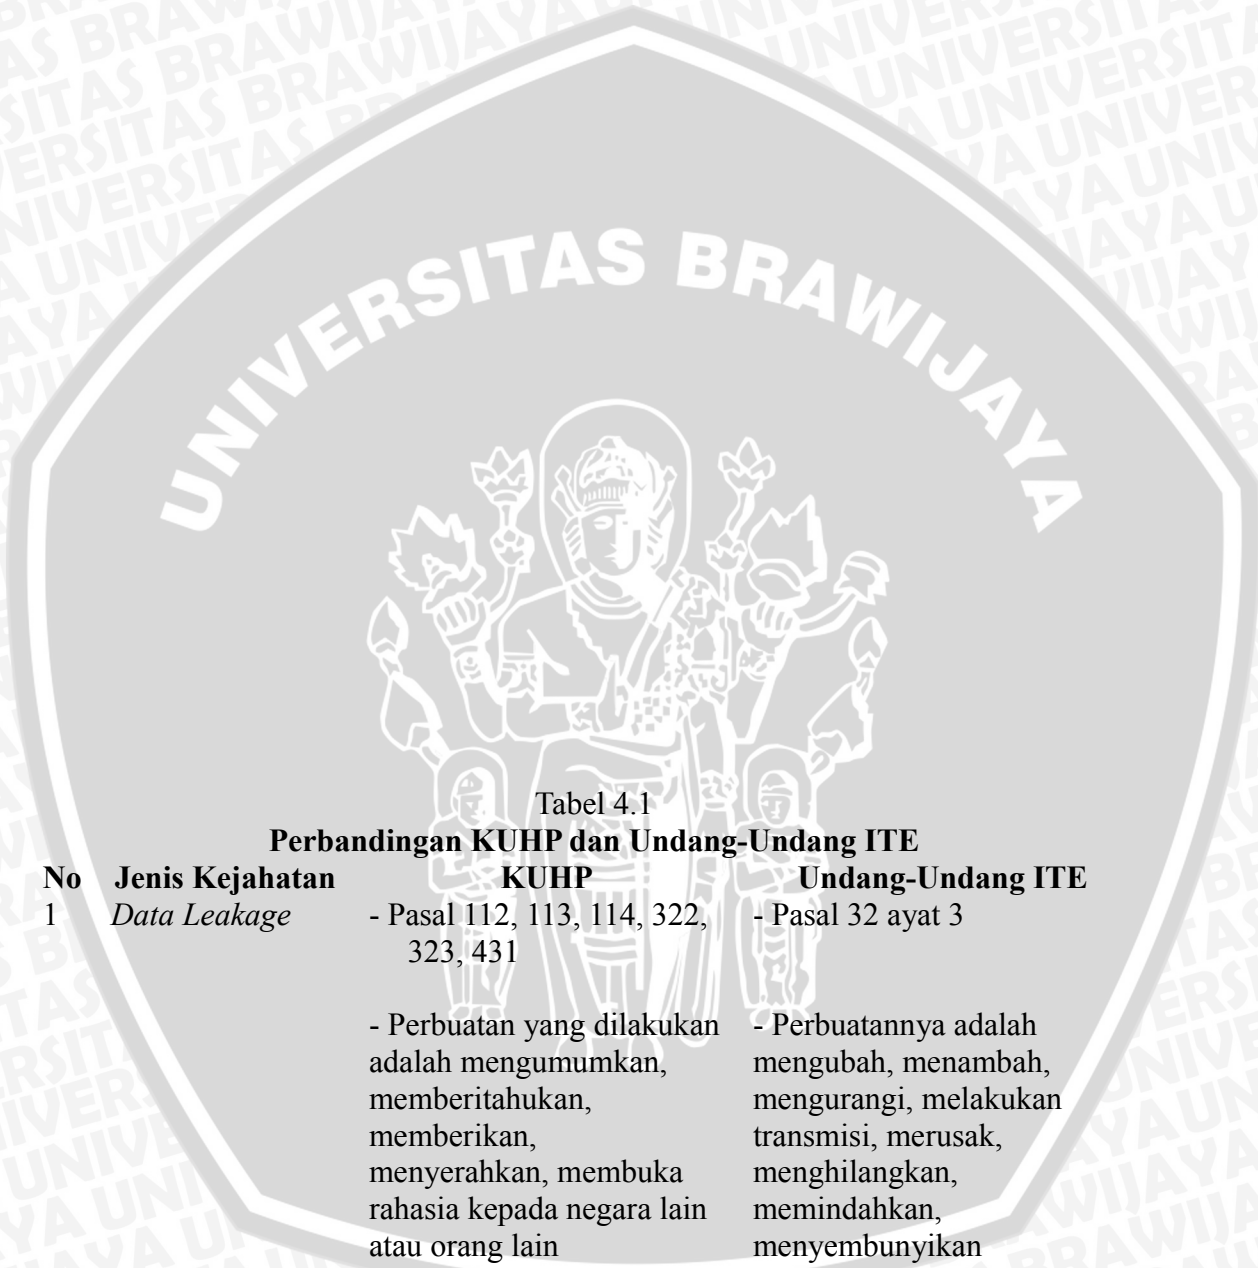 UNIVERSITAS BRAWIJAYA
Tabel 4.1
Perbandingan KUHP dan Undang-Undang ITE
No Jenis Kejahatan KUHP Undang-Undang ITE
1 Data Leakage - Pasal 112, 113, 114, 322, - Pasal 32 ayat 3
323, 431
- Perbuatan yang dilakukan - Perbuatannya adalah
adalah mengumumkan, mengubah, menambah,
memberitahukan, mengurangi, melakukan
memberikan, transmisi, merusak,
menyerahkan, membuka menghilangkan,
rahasia kepada negara lain memindahkan,
atau orang lain menyembunyikan